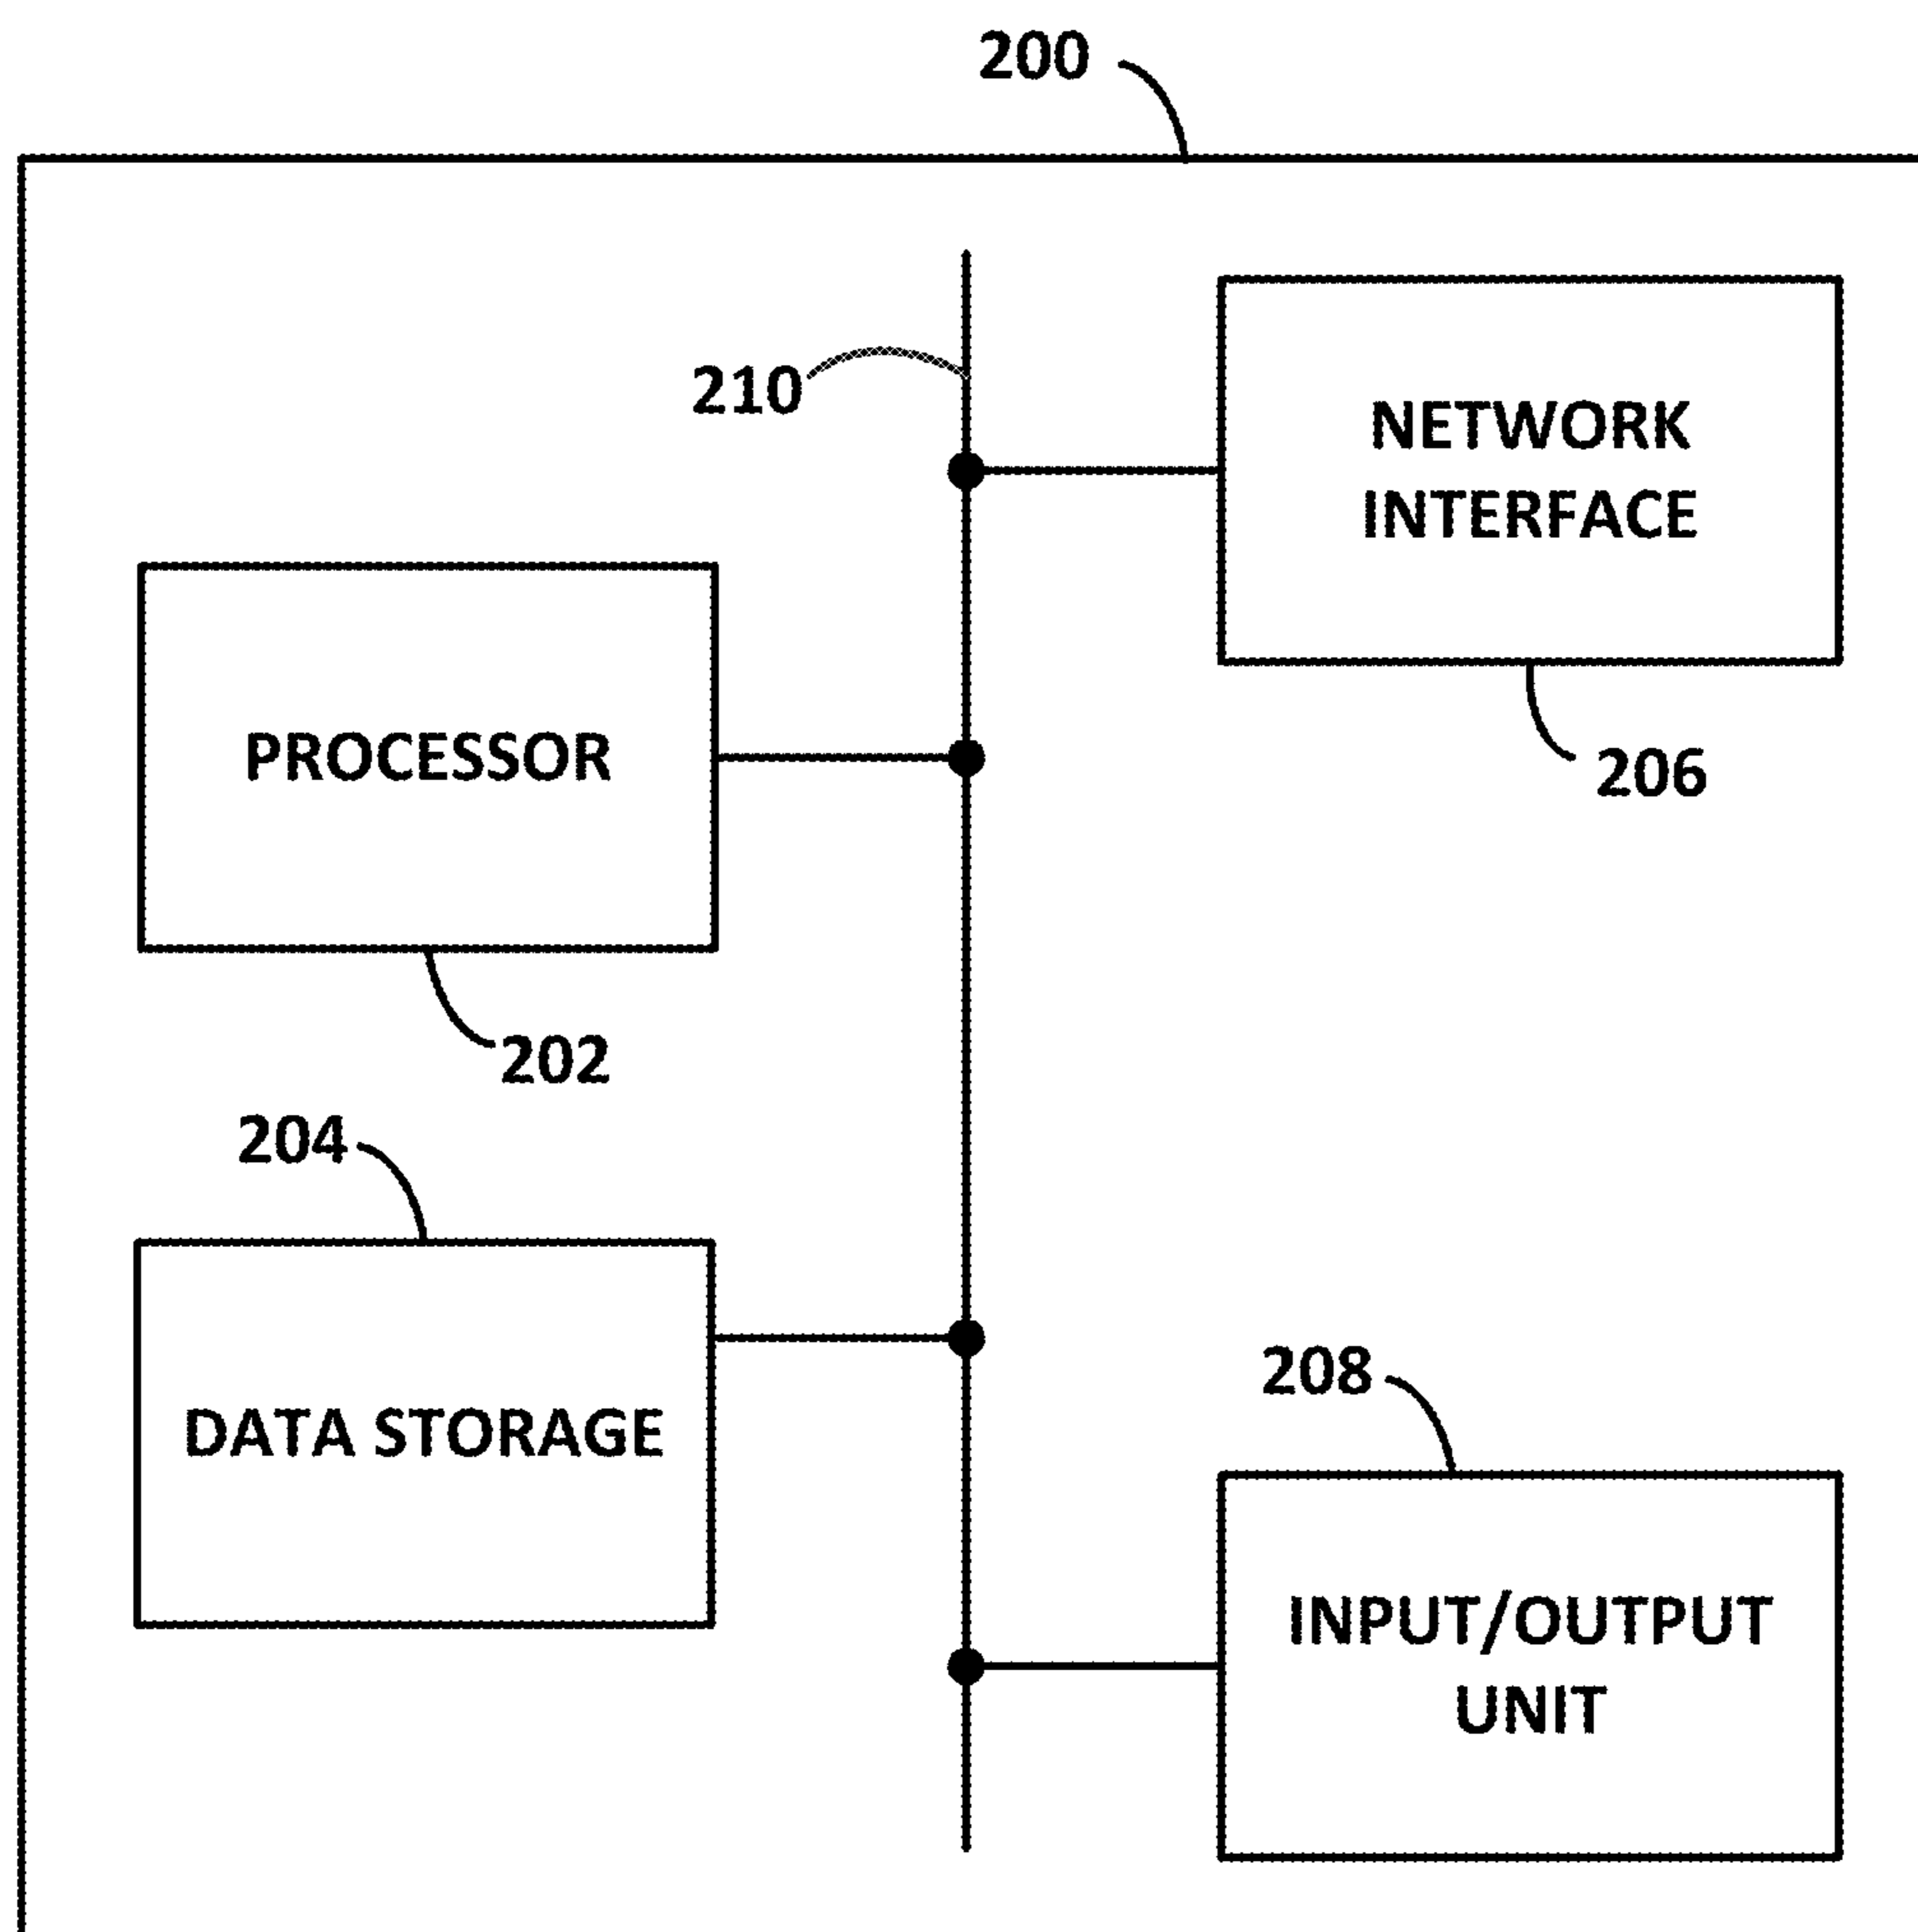 200
210
NETWORK
INTERFACE
PROCESSOR
206
202
204
208
DATA STORAGE
INPUT/OUTPUT
UNIT